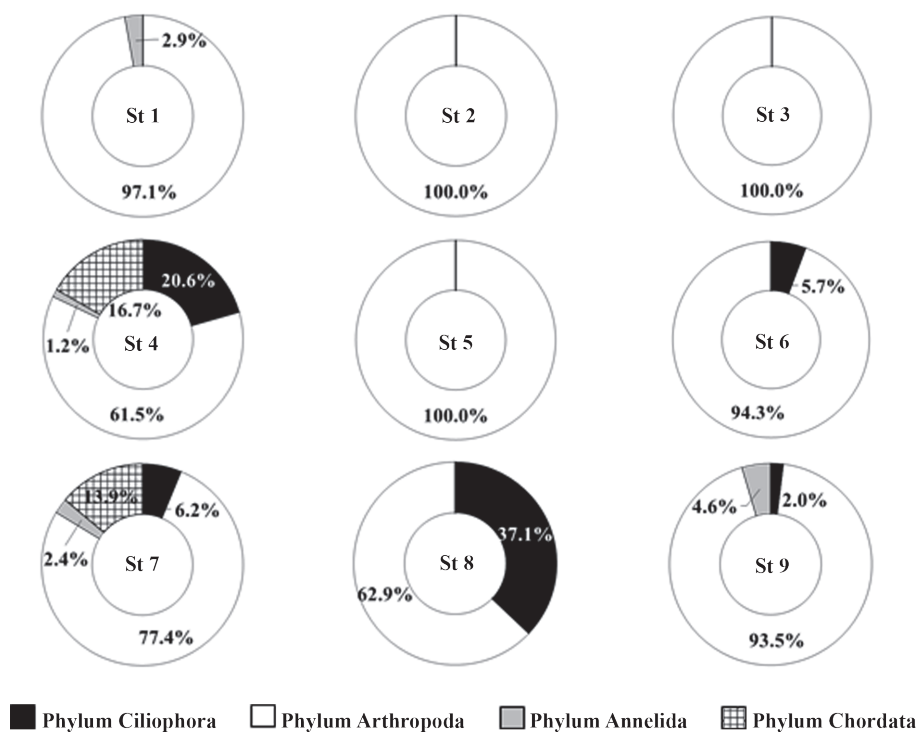 2.9%
St 1
97.1%
St 2
100.0%
St 3
100.0%
20.6%
16.7%
1.2%
St 4
61.5%
St 5
100.0%
5.7%
St 6
94.3%
13.9%
6.2%
2.4%
St 7
77.4%
37.1%
St 8
62.9%
4.6%
2.0%
St 9
93.5%
Phylum Ciliophora
Phylum Arthropoda
Phylum Annelida
Phylum Chordata